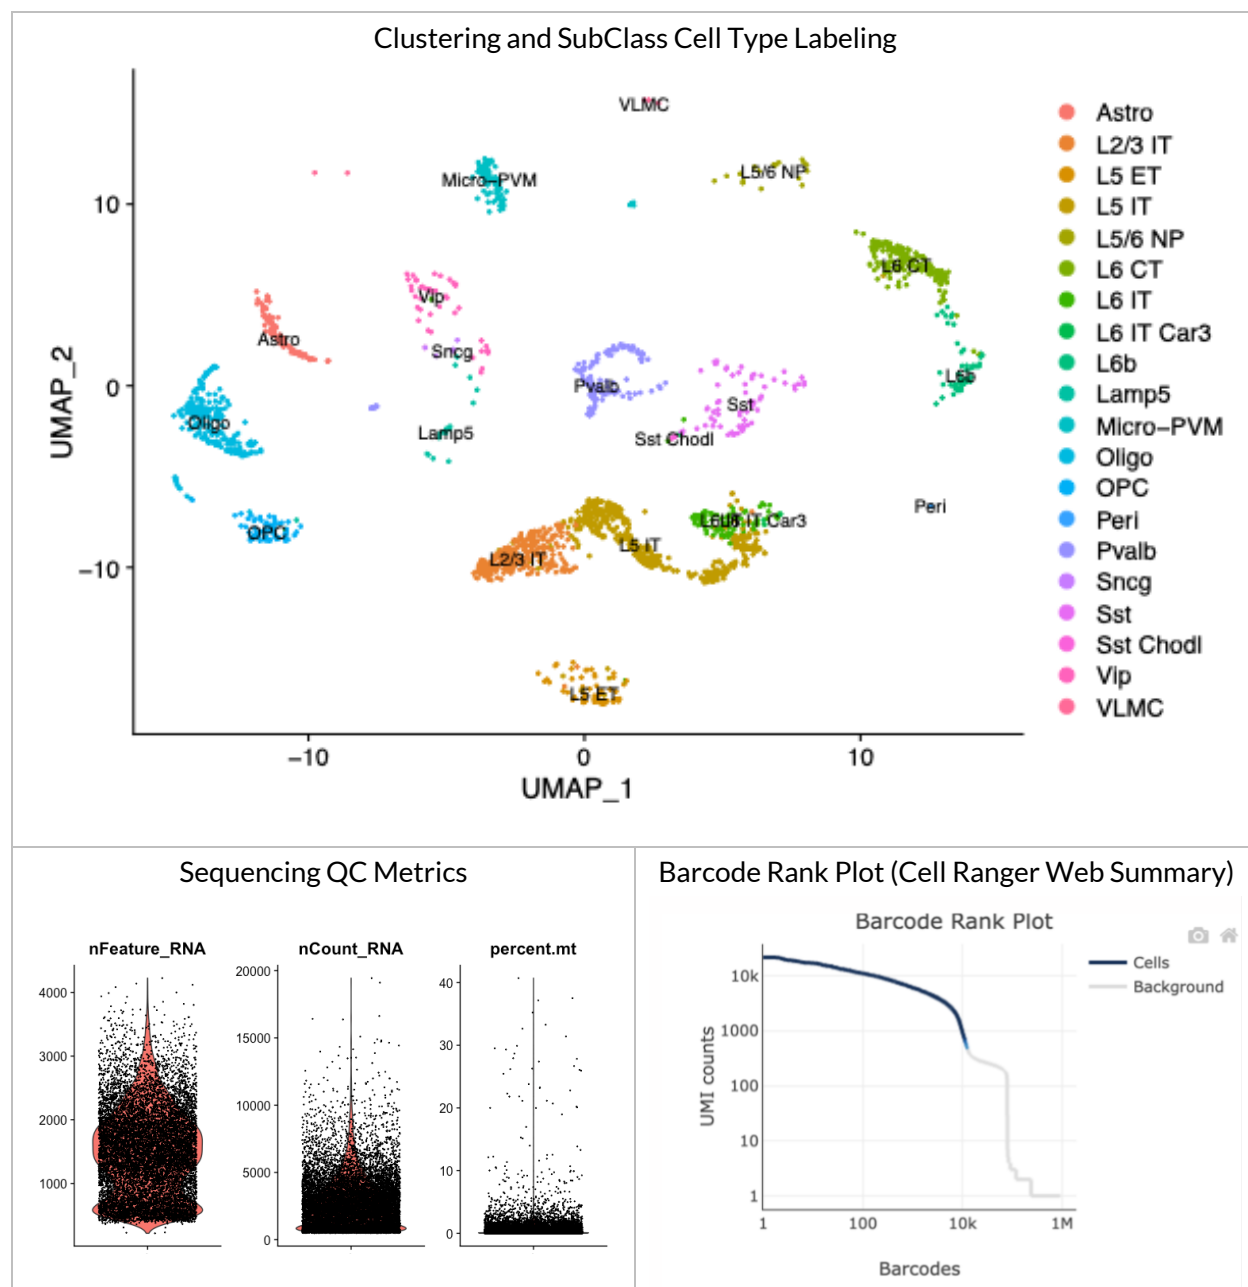 Clustering and SubClass Cell Type Labeling
UMAP_2
10
0
−10
−10
0
10
UMAP_1
VLMC
Micro−PVM
L5/6 NP
L6 CT
Vip
Astro
Sncg
Pvalb
L6b
Sst
Oligo
Lamp5
Sst Chodl
OPC
Peri
L6 IT Car3
L5 IT
L2/3 IT
L5 ET
Astro
L2/3 IT
L5 ET
L5 IT
L5/6 NP
L6 CT
L6 IT
L6 IT Car3
L6b
Lamp5
Micro−PVM
Oligo
OPC
Peri
Pvalb
Sncg
Sst
Sst Chodl
Vip
VLMC
Sequencing QC Metrics
nFeature_RNA
4000
3000
2000
1000
nCount_RNA
20000
15000
10000
5000
0
percent.mt
40
30
20
10
0
Barcode Rank Plot (Cell Ranger Web Summary)
Barcode Rank Plot
Cells
Background
UMI counts
10k
1000
100
10
1
1
100
10k
1M
Barcodes